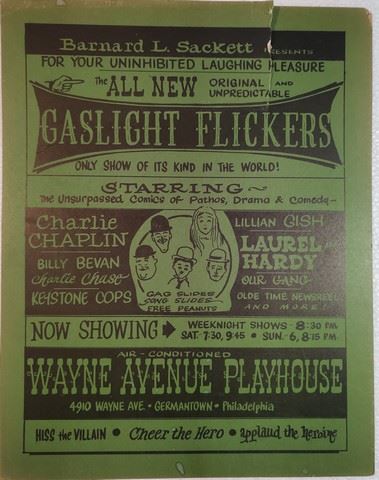 Barnard L. Sackett PRESENTS
FOR YOUR UNINHIBITED LAUGHING PLEASURE
the ALL NEW ORIGINAL AND UNPREDICTABLE
GASLIGHT FLICKERS
ONLY SHOW OF ITS KIND IN THE WORLD!
STARRING ~
The Unsurpassed Comics of Pathos, Drama & Comedy~
Charlie CHAPLIN
BILLY BEVAN
Charlie Chase
KEYSTONE COPS
GAG SLIDES
SONG SLIDES
FREE PEANUTS
LILLIAN GISH
LAUREL AND HARDY
OUR GANG
OLDE TIME NEWSREEL
AND MORE!
NOW SHOWING
WEEKNIGHT SHOWS - 8:30 PM
SAT- 7:30, 9:45 • SUN. 6, 8:15 P.M.
AIR-CONDITIONED
WAYNE AVENUE PLAYHOUSE
4910 WAYNE AVE. • GERMANTOWN • Philadelphia
HISS the VILLAIN • Cheer the Hero • applaud the heroine